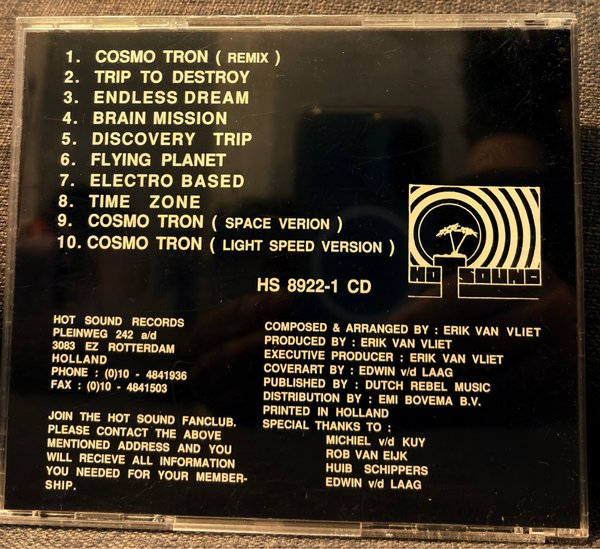 1. COSMO TRON ( REMIX )
2. TRIP TO DESTROY
3. ENDLESS DREAM
4. BRAIN MISSION
5. DISCOVERY TRIP
6. FLYING PLANET
7. ELECTRO BASED
8. TIME ZONE
9. COSMO TRON ( SPACE VERION )
10. COSMO TRON ( LIGHT SPEED VERSION )
HO SOUN
HS 8922-1 CD
HOT SOUND RECORDS
PLEINWEG 242 a/d
3083 EZ ROTTERDAM
HOLLAND
PHONE : (0)10 - 4841936
FAX : (0)10 - 4841503
JOIN THE HOT SOUND FANCLUB.
PLEASE CONTACT THE ABOVE
MENTIONED ADDRESS AND YOU
WILL RECIEVE ALL INFORMATION
YOU NEEDED FOR YOUR MEMBER-
SHIP.
COMPOSED & ARRANGED BY : ERIK VAN VLIET
PRODUCED BY : ERIK VAN VLIET
EXECUTIVE PRODUCER : ERIK VAN VLIET
COVERART BY : EDWIN v/d LAAG
PUBLISHED BY : DUTCH REBEL MUSIC
DISTRIBUTION BY : EMI BOVEMA B.V.
PRINTED IN HOLLAND
SPECIAL THANKS TO :
MICHIEL v/d KUY
ROB VAN EIJK
HUIB SCHIPPERS
EDWIN v/d LAAG